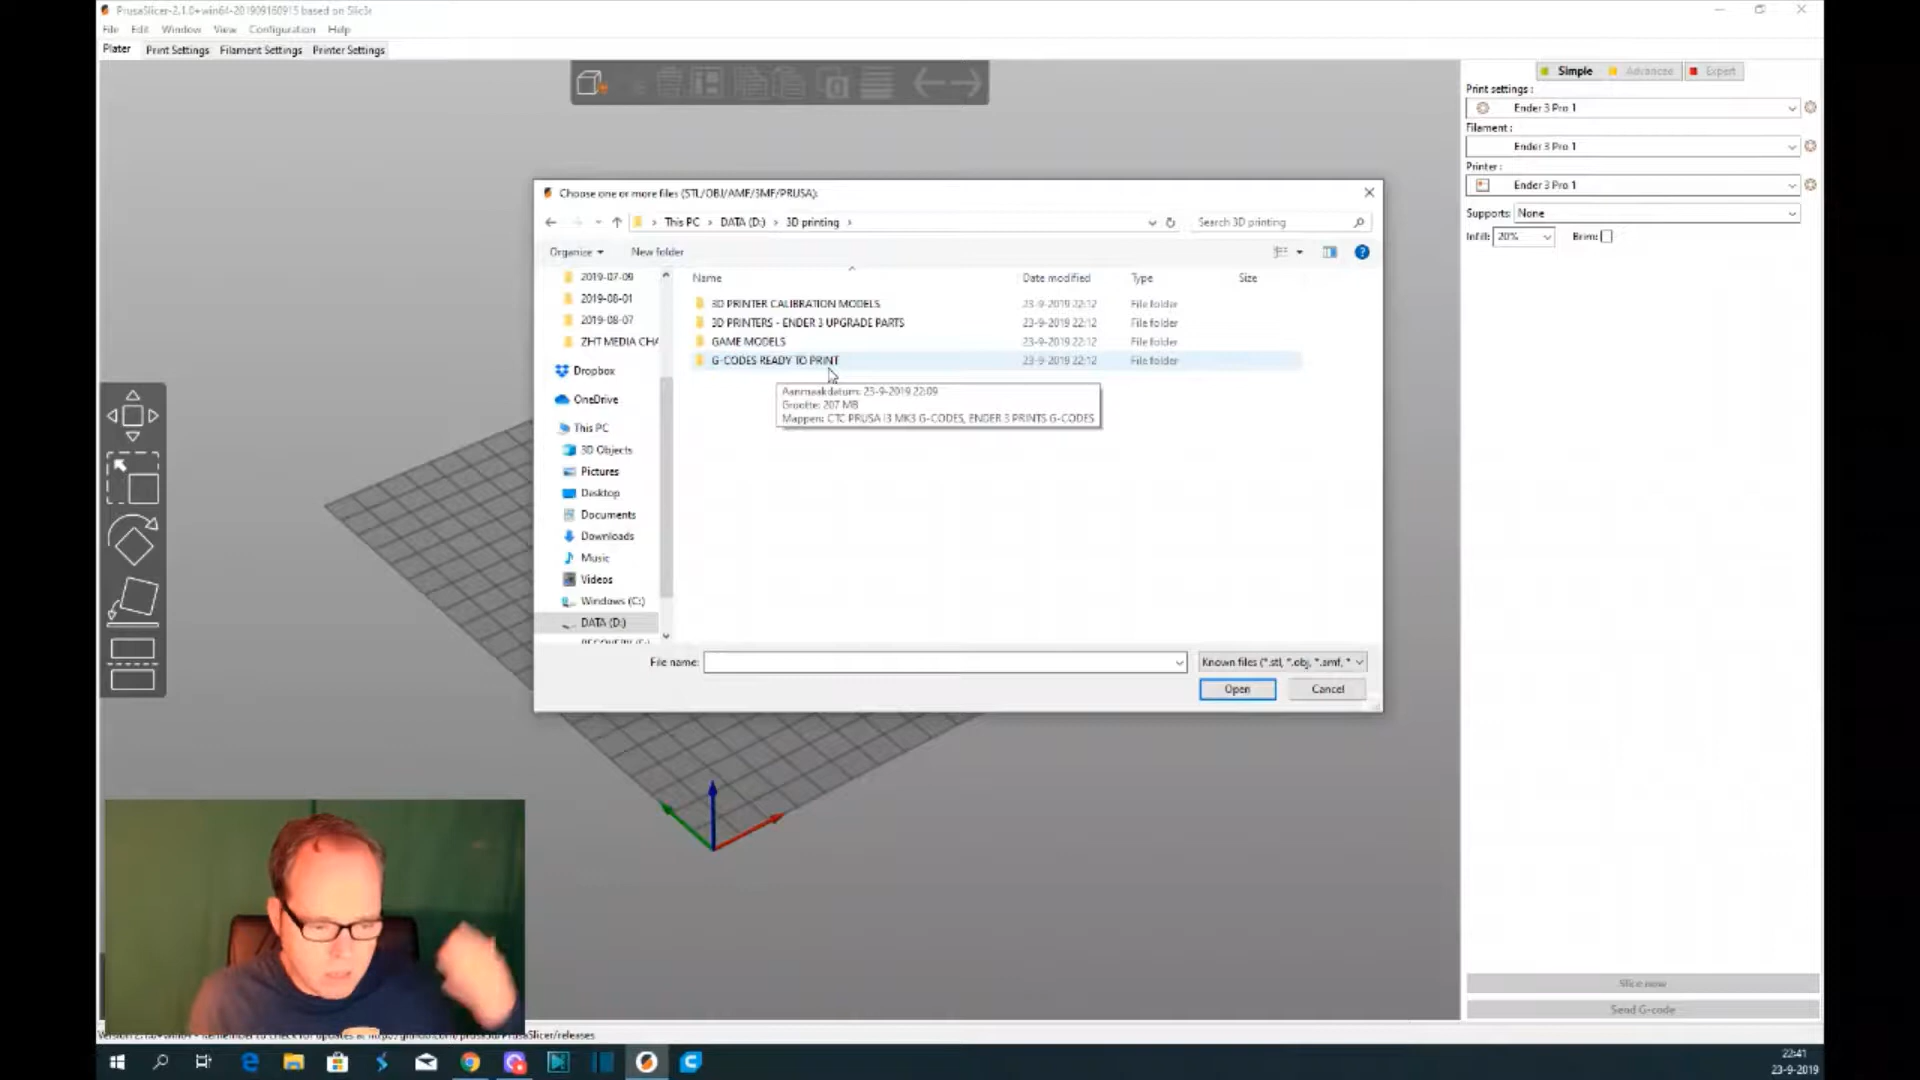 PrusaSlicer-2.1.0+win64-201909160915 based on Slic3r
File Edit Window View Configuration Help
Plater Print Settings Filament Settings Printer Settings
Simple Advanced Expert
Print settings :
Ender 3 Pro 1
Filament :
Ender 3 Pro 1
Printer :
Ender 3 Pro 1
Supports: None
Infill: 20% Brim:
Choose one or more files (STL/OBJ/AMF/3MF/PRUSA):
This PC > DATA (D:) > 3D printing >
Search 3D printing
Organize New folder
Name Date modified Type Size
3D PRINTER CALIBRATION MODELS 23-9-2019 22:12 File folder
3D PRINTERS - ENDER 3 UPGRADE PARTS 23-9-2019 22:12 File folder
GAME MODELS 23-9-2019 22:12 File folder
G-CODES READY TO PRINT 23-9-2019 22:12 File folder
Aanmaakdatum: 23-9-2019 22:09
Grootte: 207 MB
Mappen: CTC PRUSA I3 MK3 G-CODES, ENDER 3 PRINTS G-CODES
2019-07-09
2019-08-01
2019-08-07
ZHT MEDIA CHA
Dropbox
OneDrive
This PC
3D Objects
Pictures
Desktop
Documents
Downloads
Music
Videos
Windows (C:)
DATA (D:)
File name:
Known files (*.stl, *.obj, *.amf, *
Open Cancel
Slice now
Send G-code
Remember to check for updates at
22:41
23-9-2019